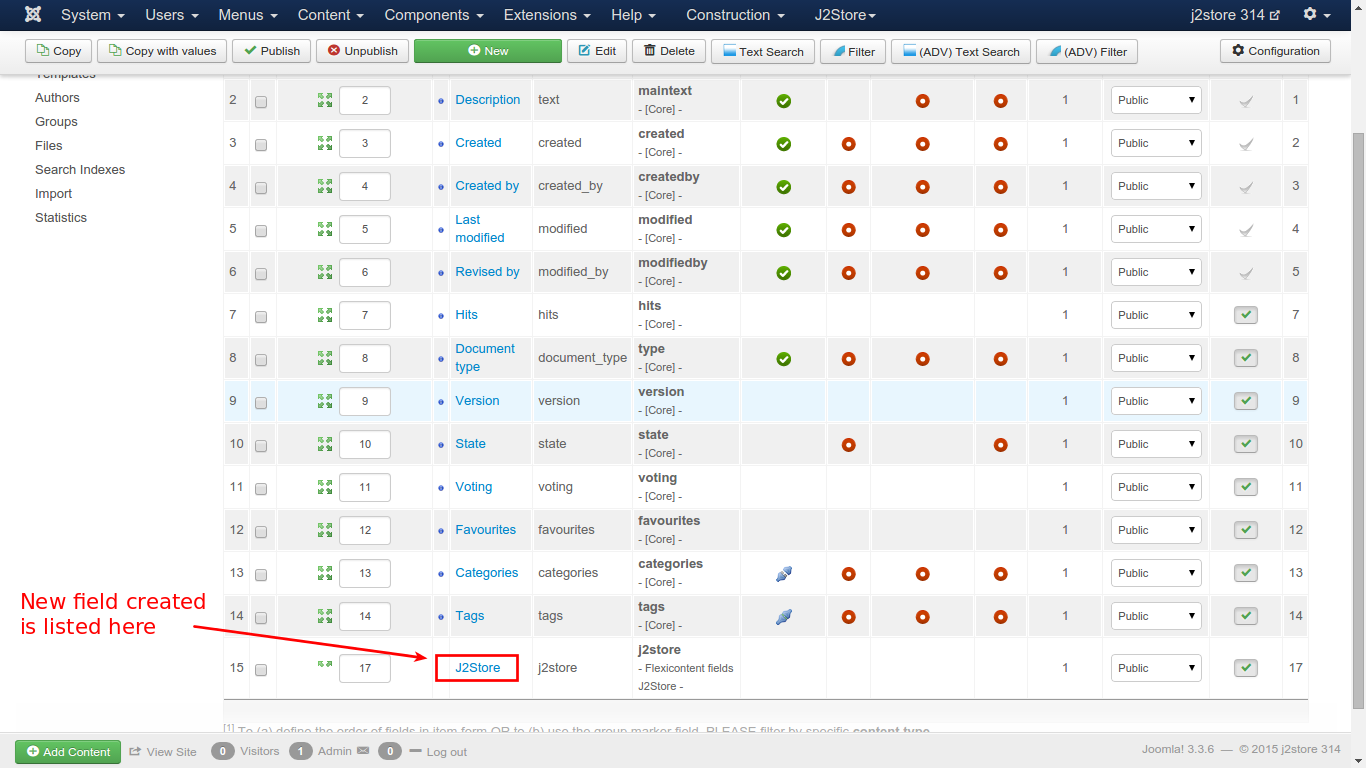 System Users Menus Content Components Extensions Help Construction J2Store j2store 314
Copy Copy with values Publish Unpublish New Edit Delete Text Search Filter (ADV) Text Search (ADV) Filter Configuration
Templates
Authors
Groups
Files
Search Indexes
Import
Statistics
2 2 Description text maintext 1 Public 1
- [Core] -
3 3 Created created created 1 Public 2
- [Core] -
4 4 Created by created_by createdby 1 Public 3
- [Core] -
5 5 Last modified modified modified 1 Public 4
- [Core] -
6 6 Revised by modified_by modifiedby 1 Public 5
- [Core] -
7 7 Hits hits hits 1 Public 7
- [Core] -
8 8 Document type document_type type 1 Public 8
- [Core] -
9 9 Version version version 1 Public 9
- [Core] -
10 10 State state state 1 Public 10
- [Core] -
11 11 Voting voting voting 1 Public 11
- [Core] -
12 12 Favourites favourites favourites 1 Public 12
- [Core] -
13 13 Categories categories categories 1 Public 13
- [Core] -
14 14 Tags tags tags 1 Public 14
- [Core] -
New field created
is listed here
15 17 J2Store j2store j2store 1 Public 17
- Flexicontent fields
J2Store -
[1] To (a) define the order of fields in item form OR to (b) use the group marker field, PLEASE filter by specific content type
Add Content View Site 0 Visitors 1 Admin 0 Log out Joomla! 3.3.6 — © 2015 j2store 314